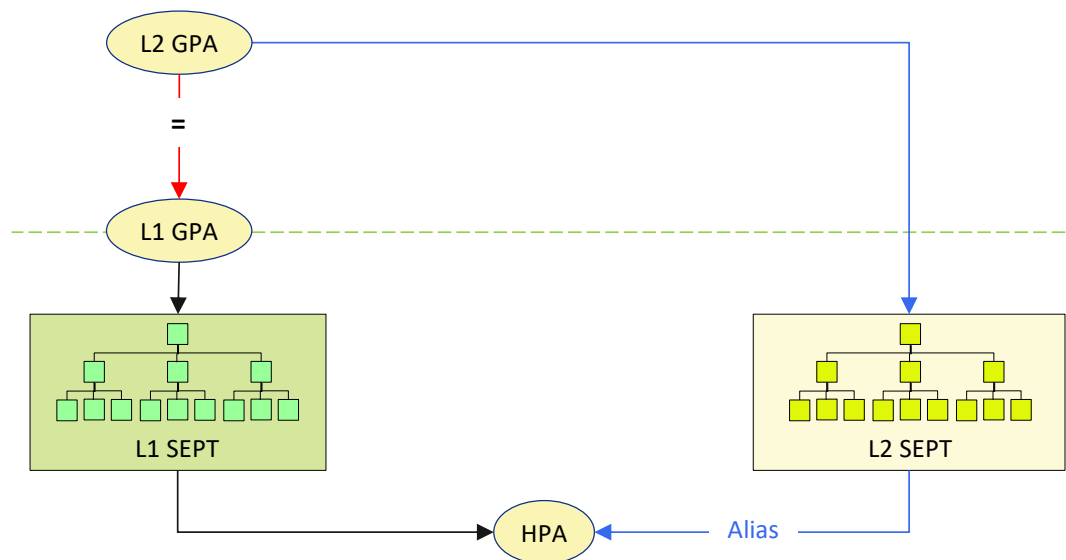 L2 GPA
=
L1 GPA
L1 SEPT
L2 SEPT
HPA
Alias